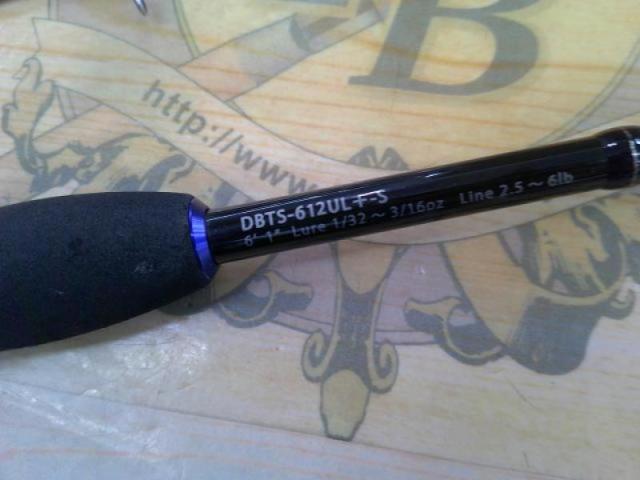 B
http://www
DBTS-612UL-F-S
6' 1" Lure 1/32 ~ 3/16oz Line 2.5 ~ 6lb